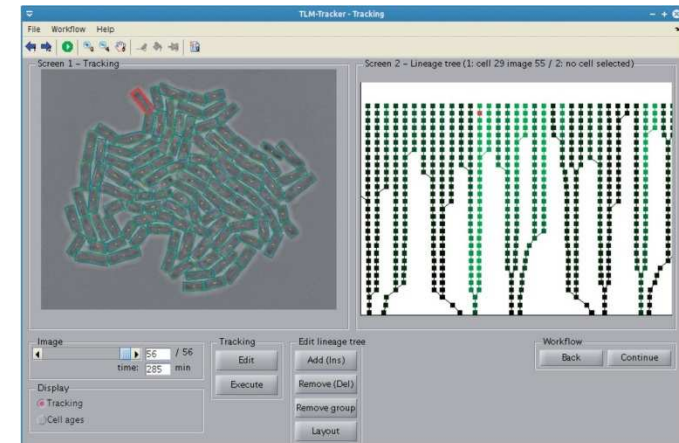 TLM-Tracker - Tracking
File Workflow Help
Screen 1 - Tracking
Screen 2 - Lineage tree (1: cell 29 image 55 / 2: no cell selected)
Image
56 / 56
time: 285 min
Display
Tracking
Cell ages
Tracking
Edit
Execute
Edit lineage tree
Add (Ins)
Remove (Del)
Remove group
Layout
Workflow
Back Continue